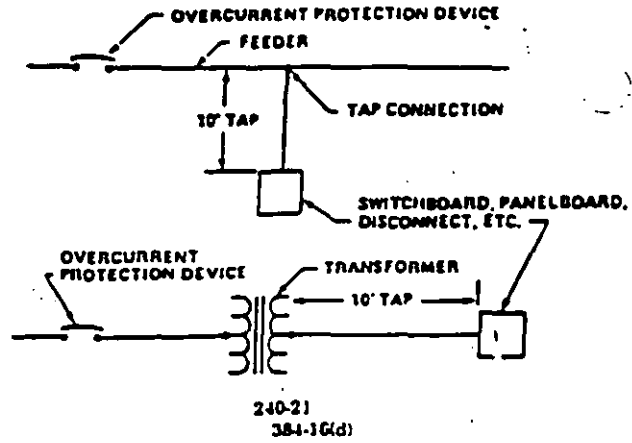 OVERCURRENT PROTECTION DEVICE
FEEDER
10' TAP
TAP CONNECTION
SWITCHBOARD, PANELBOARD,
DISCONNECT, ETC.
OVERCURRENT
PROTECTION DEVICE
TRANSFORMER
10' TAP
240-21
384-16(d)